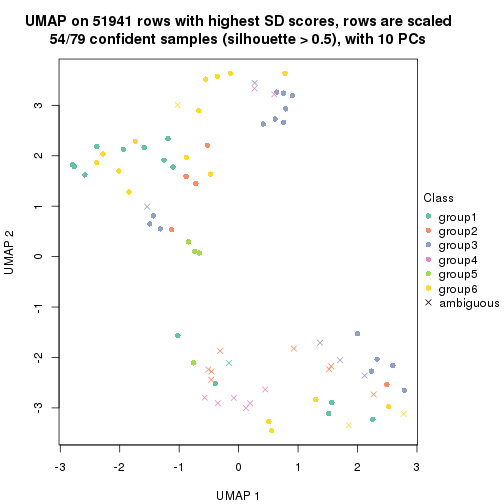 UMAP on 51941 rows with highest SD scores, rows are scaled
54/79 confident samples (silhouette > 0.5), with 10 PCs
3
2
1
0
-1
-2
-3
UMAP 2
-3
-2
-1
0
1
2
3
UMAP 1
Class
group1
group2
group3
group4
group5
group6
ambiguous